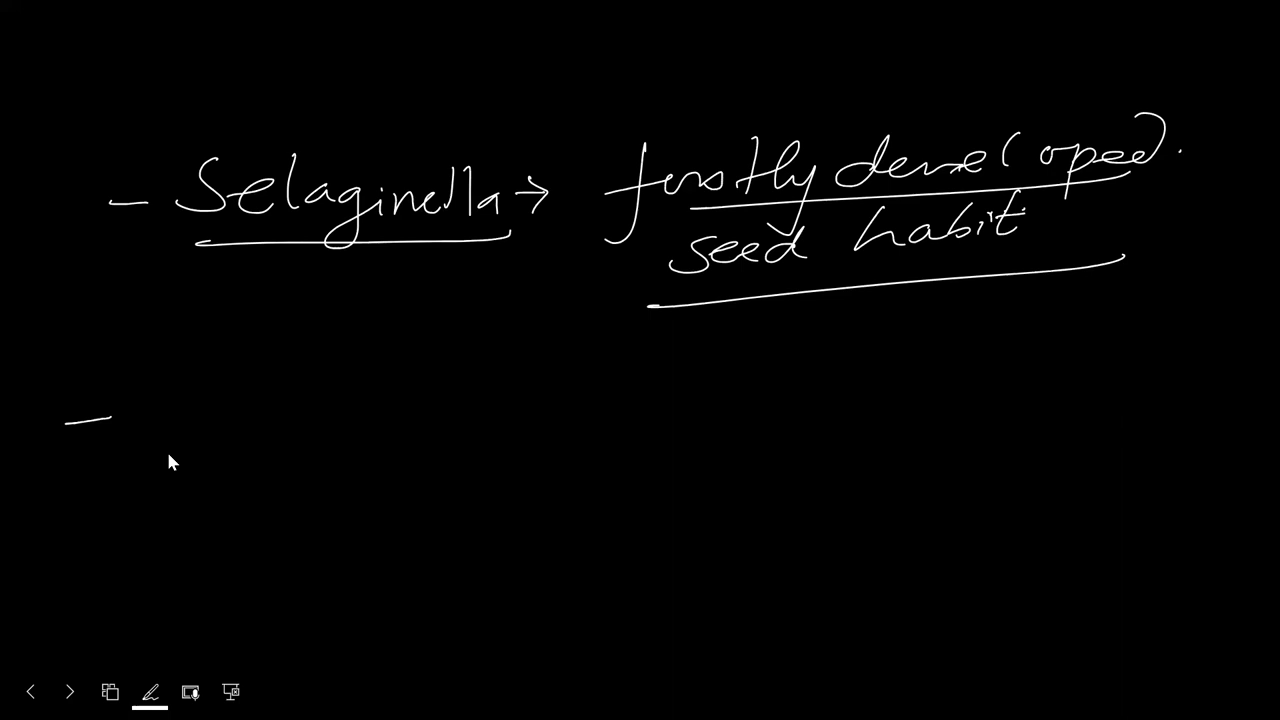 - Selaginella → firstly developed.
seed habit
-